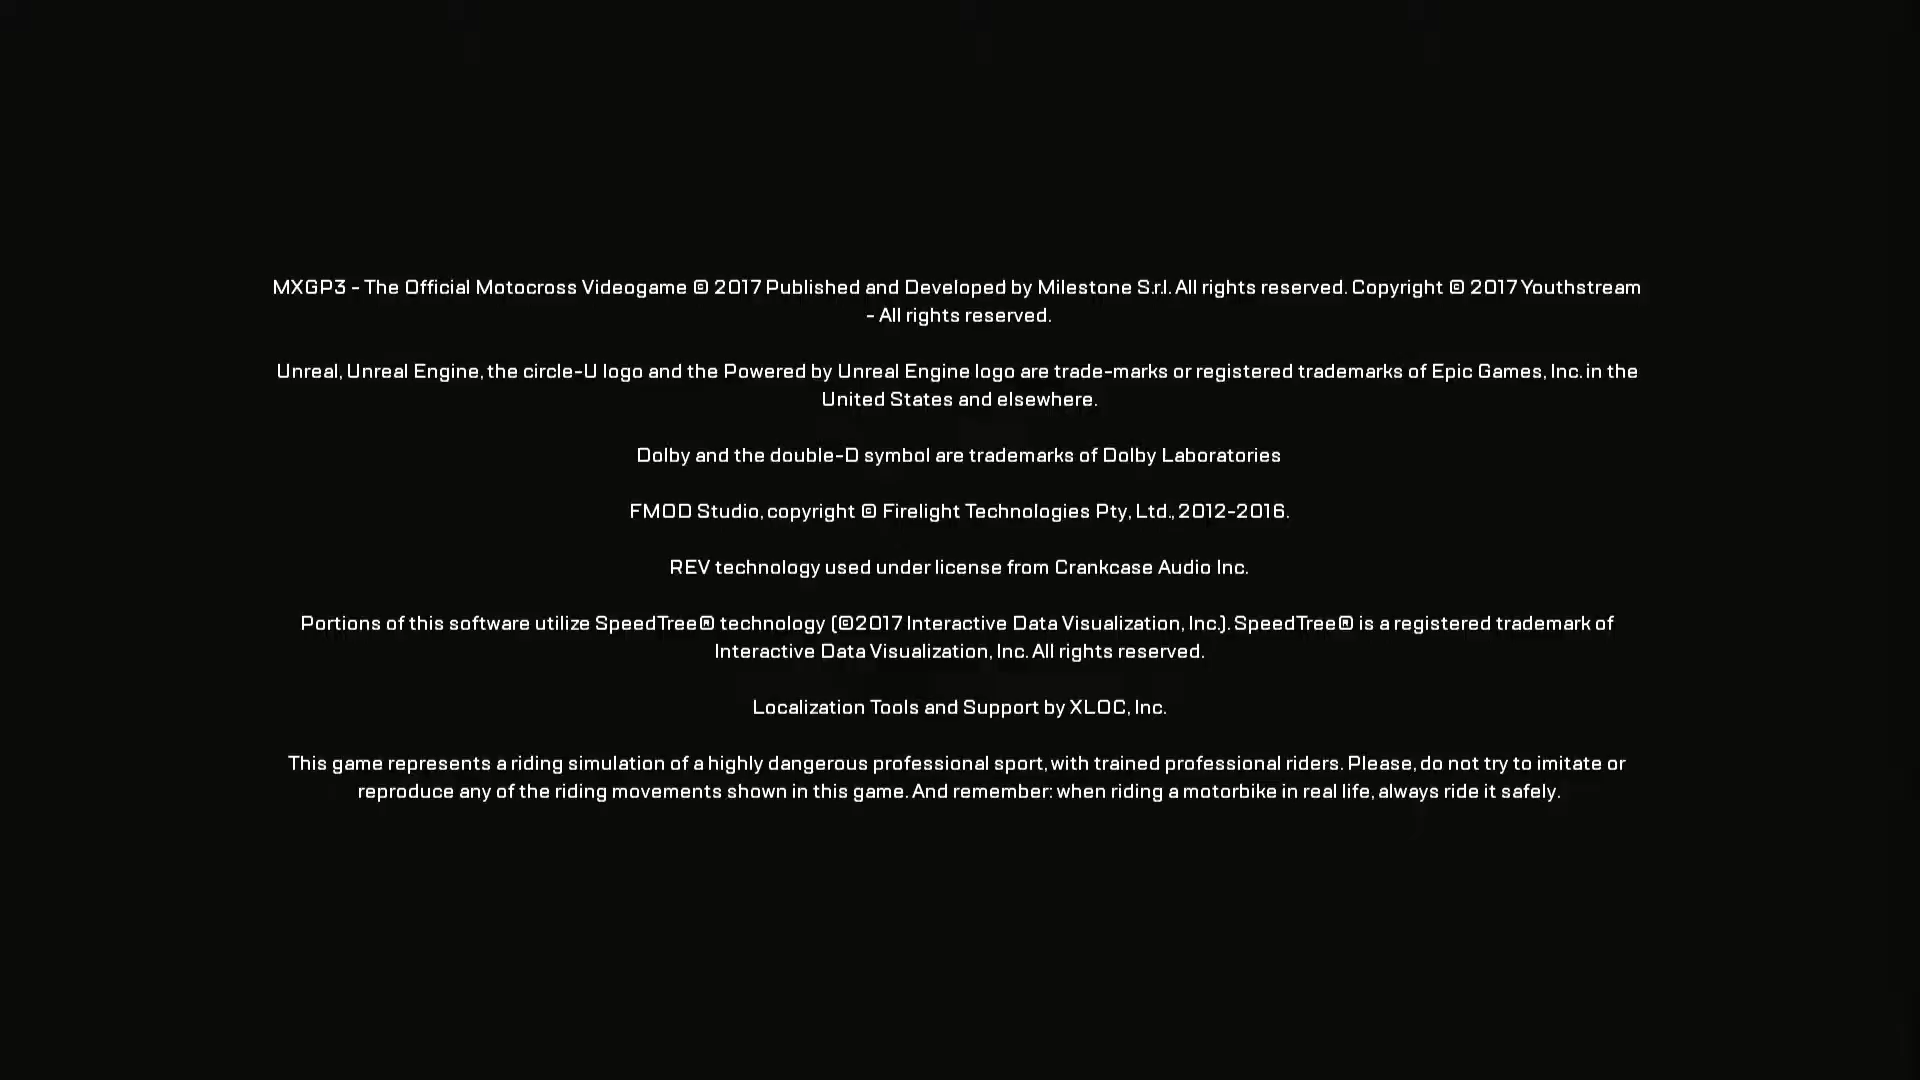 MXGP3 - The Official Motocross Videogame © 2017 Published and Developed by Milestone S.r.l. All rights reserved. Copyright © 2017 Youthstream
- All rights reserved.
Unreal, Unreal Engine, the circle-U logo and the Powered by Unreal Engine logo are trade-marks or registered trademarks of Epic Games, Inc. in the
United States and elsewhere.
Dolby and the double-D symbol are trademarks of Dolby Laboratories
FMOD Studio, copyright © Firelight Technologies Pty, Ltd., 2012-2016.
REV technology used under license from Crankcase Audio Inc.
Portions of this software utilize SpeedTree® technology (©2017 Interactive Data Visualization, Inc.). SpeedTree® is a registered trademark of
Interactive Data Visualization, Inc. All rights reserved.
Localization Tools and Support by XLOC, Inc.
This game represents a riding simulation of a highly dangerous professional sport, with trained professional riders. Please, do not try to imitate or
reproduce any of the riding movements shown in this game. And remember: when riding a motorbike in real life, always ride it safely.